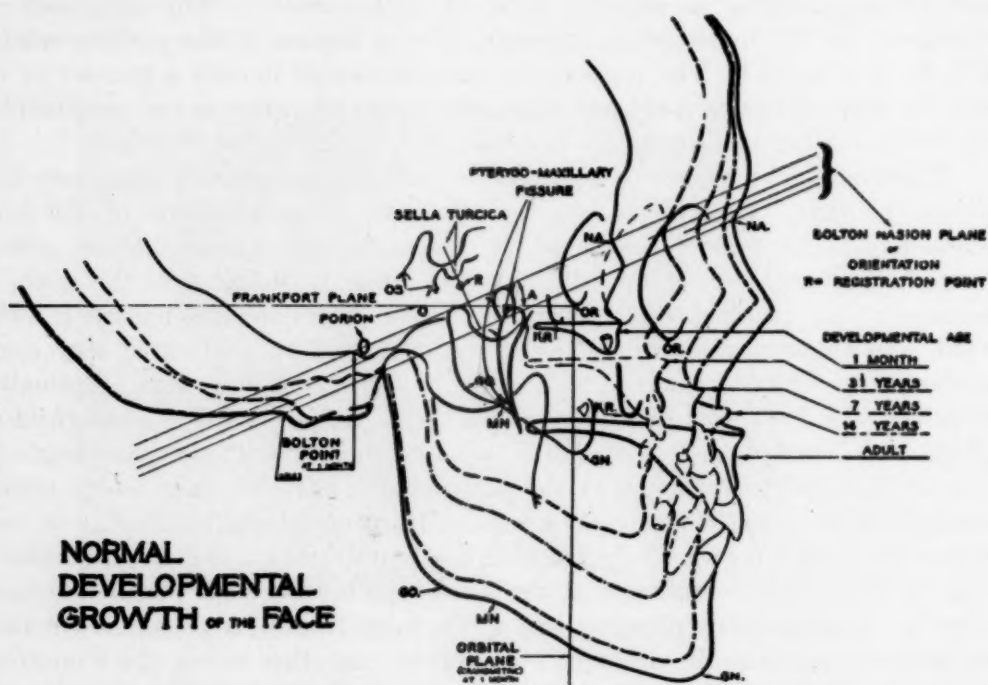 PTERYGO-MAXILLARY
FISSURE
SELLA TURCICA
NA.
NA.
BOLTON NASION PLANE
OF
ORIENTATION
R= REGISTRATION POINT
OS
R
FRANKFORT PLANE
O
A
OR.
PORION
OR.
DEVELOPMENTAL AGE
1 MONTH
3½ YEARS
7 YEARS
14 YEARS
ADULT
MN
GN.
BOLTON
POINT
AT 1 MONTH
ADULT
NORMAL
DEVELOPMENTAL
GROWTH OF THE FACE
GO.
MN
ORBITAL
PLANE
(CRANIOMETRIC)
AT 1 MONTH
GN.